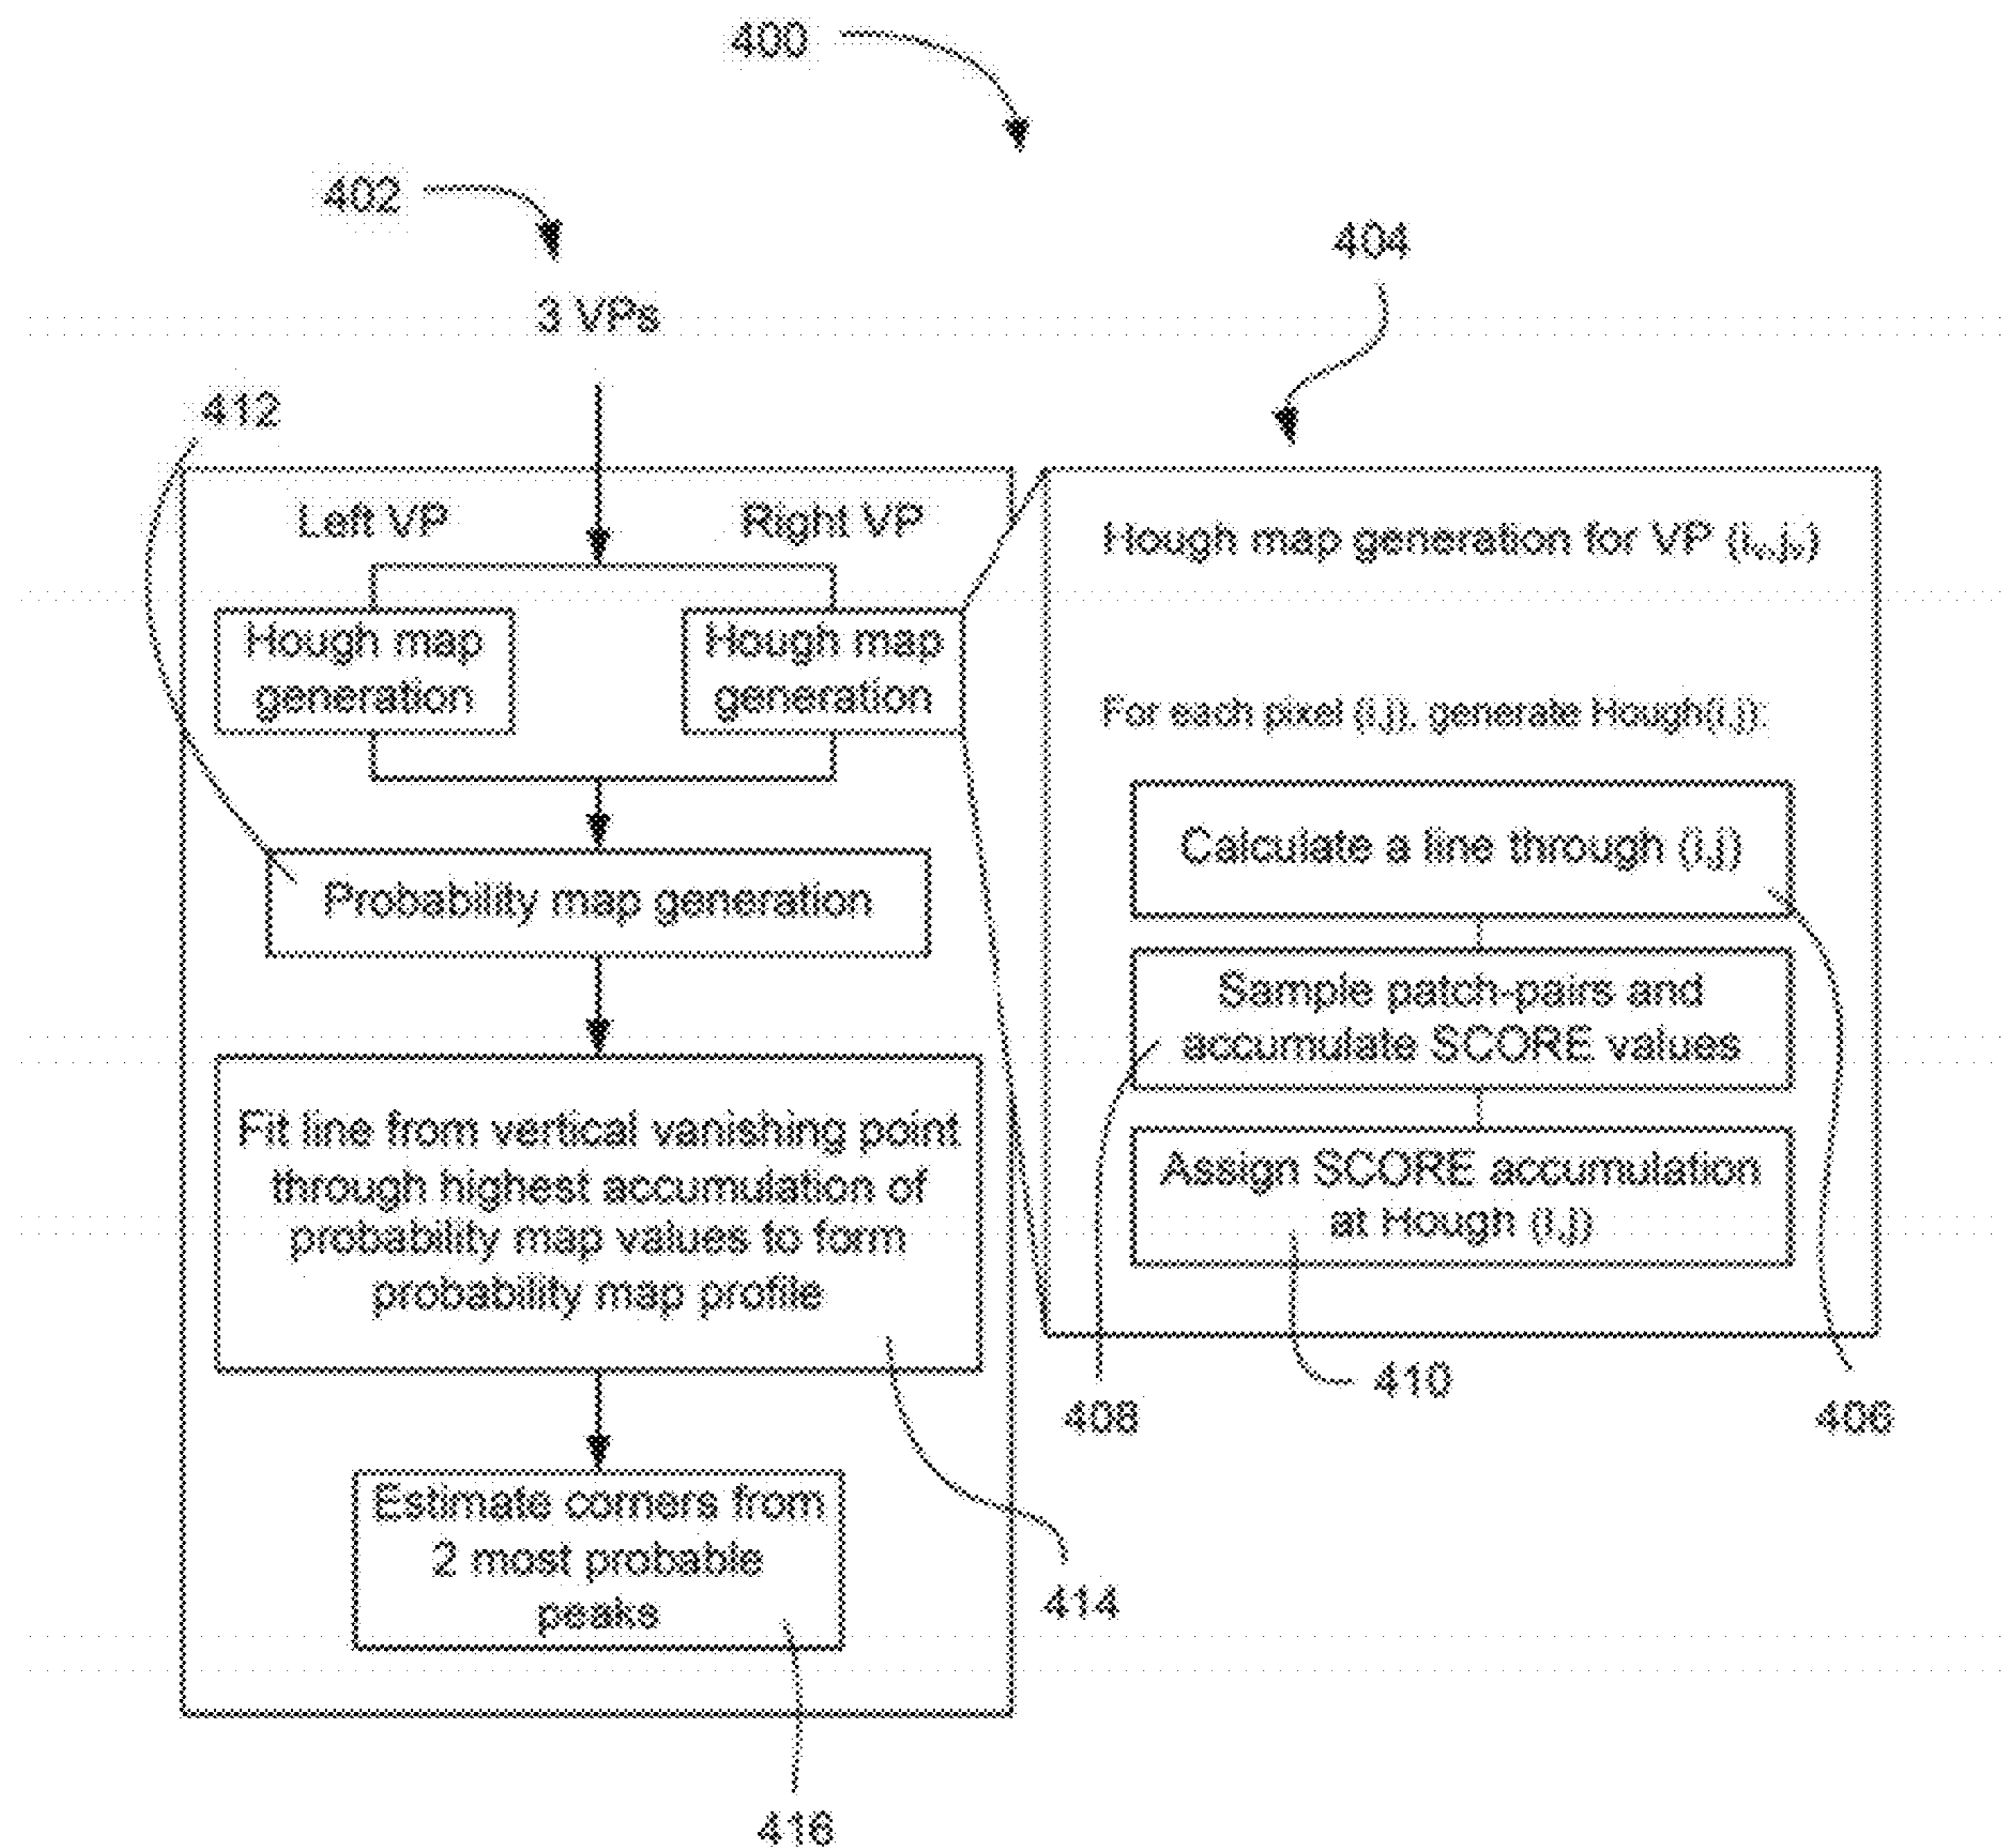 400
402
404
3 VPs
412
Left VP
Right VP
Hough map
generation
Hough map
generation
Probability map generation
Fit line from vertical vanishing point
through highest accumulation of
probability map values to form
probability map profile
Estimate corners from
2 most probable
peaks
Hough map generation for VP (iᵥ,jᵥ)
For each pixel (i,j), generate Hough(i,j):
Calculate a line through (i,j)
Sample patch-pairs and
accumulate SCORE values
Assign SCORE accumulation
at Hough (i,j)
408
410
406
414
416